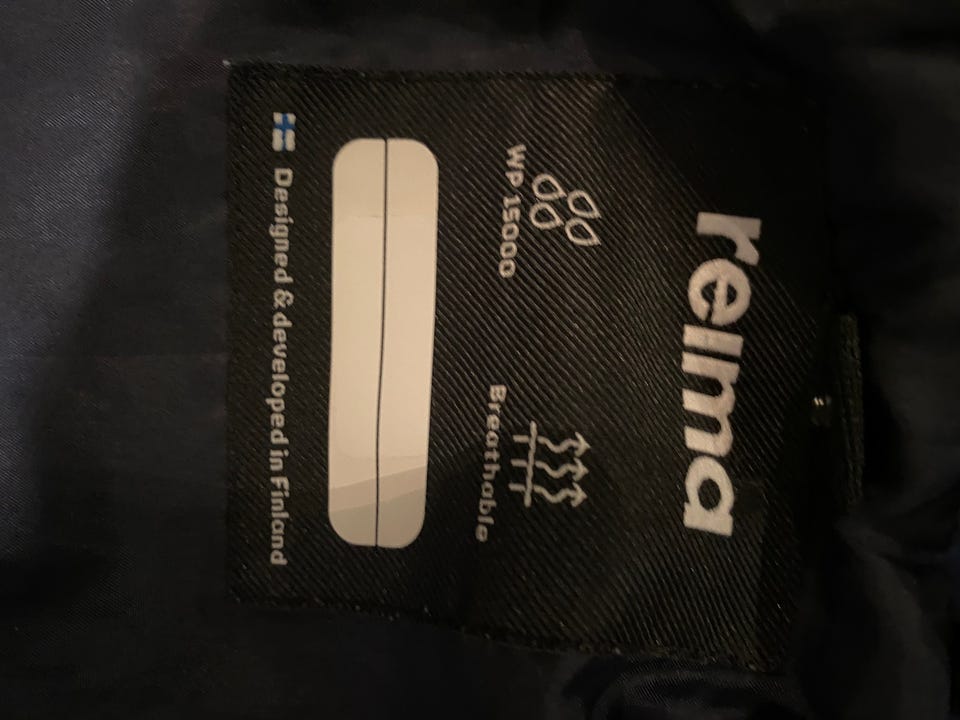 reima
WP 15000
Breathable
Designed & developed in Finland